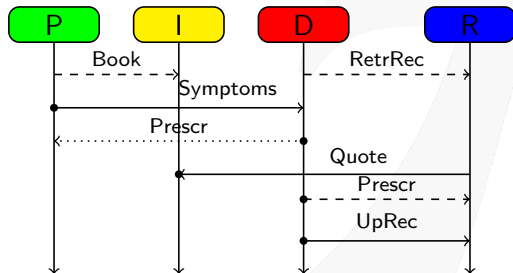 P I D R
Book RetrRec
Symptoms
Prescr
Quote
Prescr
UpRec